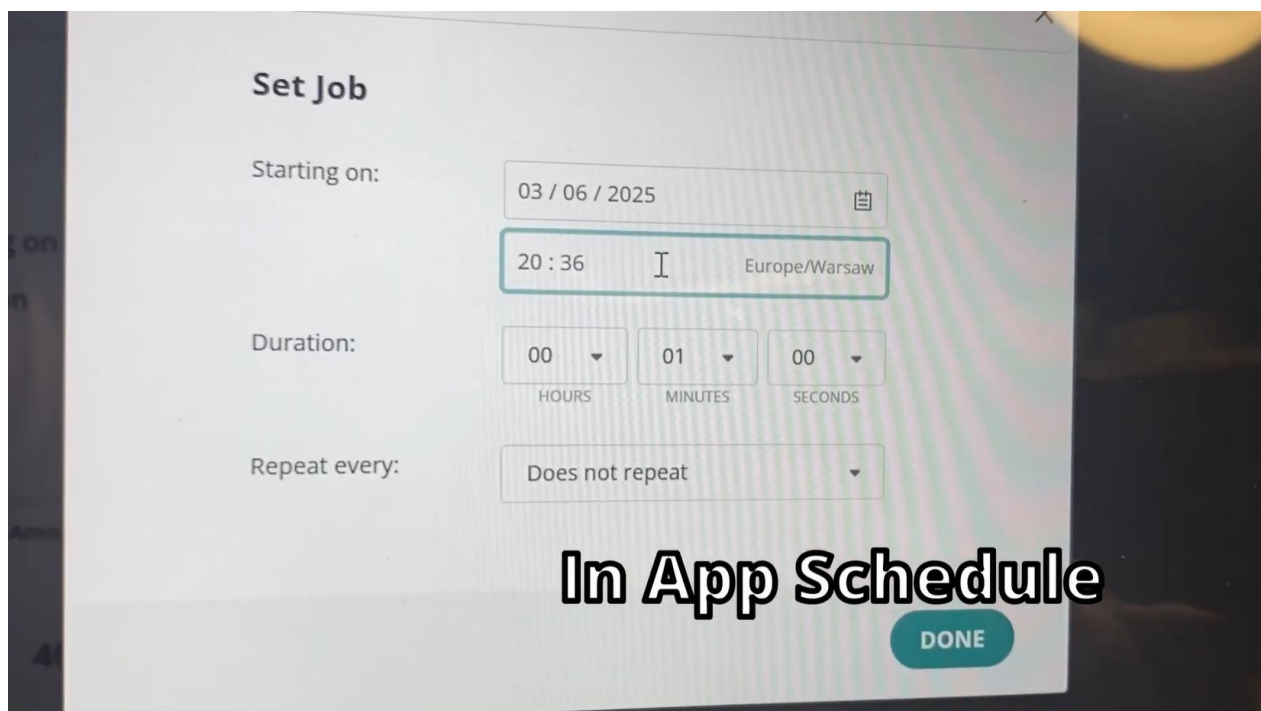 Set Job
Starting on:
03 / 06 / 2025
20 : 36
Europe/Warsaw
Duration:
00
01
00
HOURS
MINUTES
SECONDS
Repeat every:
Does not repeat
In App Schedule
DONE
on